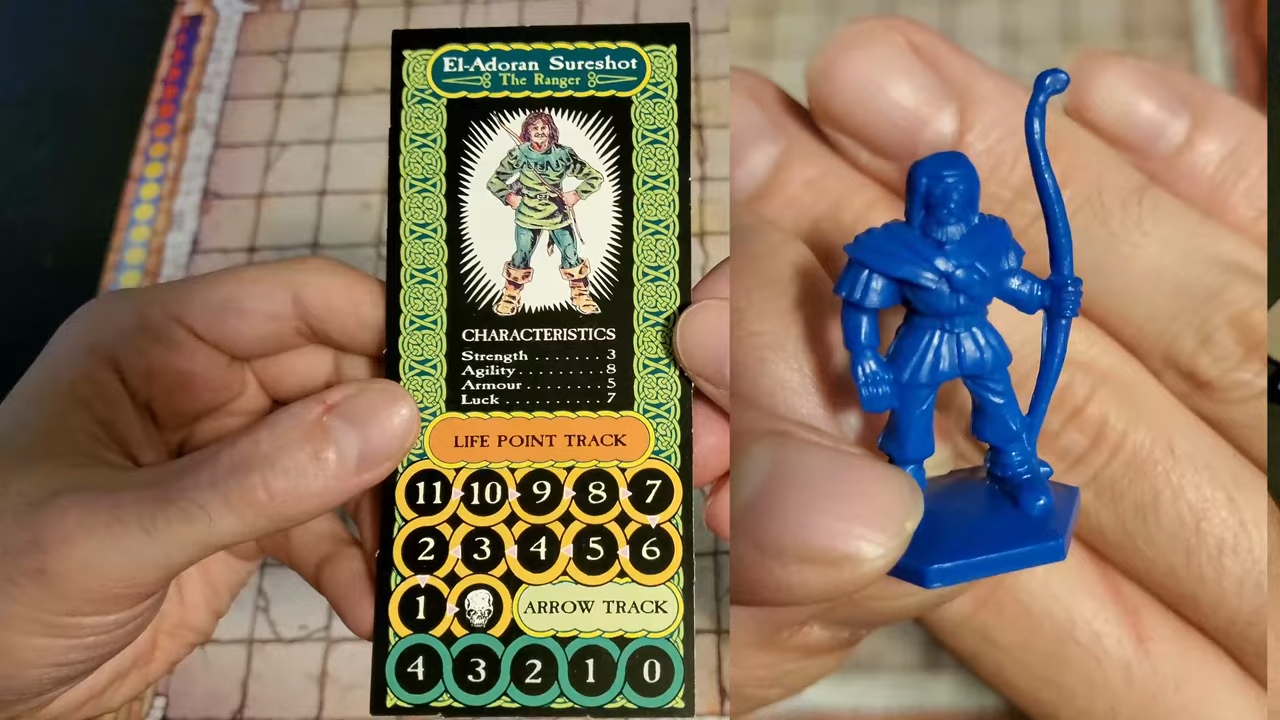 El-Adoran Sureshot
The Ranger
CHARACTERISTICS
Strength . . . . . . . 3
Agility . . . . . . . . . 8
Armour . . . . . . . . 5
Luck . . . . . . . . . . 7
LIFE POINT TRACK
11 10 9 8 7
2 3 4 5 6
1
ARROW TRACK
4 3 2 1 0